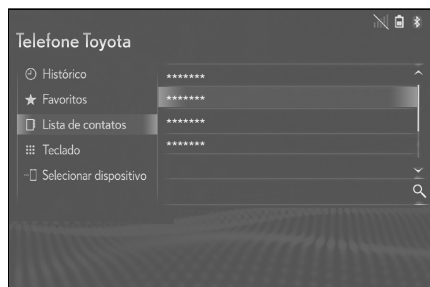 Telefone Toyota
Histórico
Favoritos
Lista de contatos
Teclado
Selecionar dispositivo
*******
*******
*******
*******